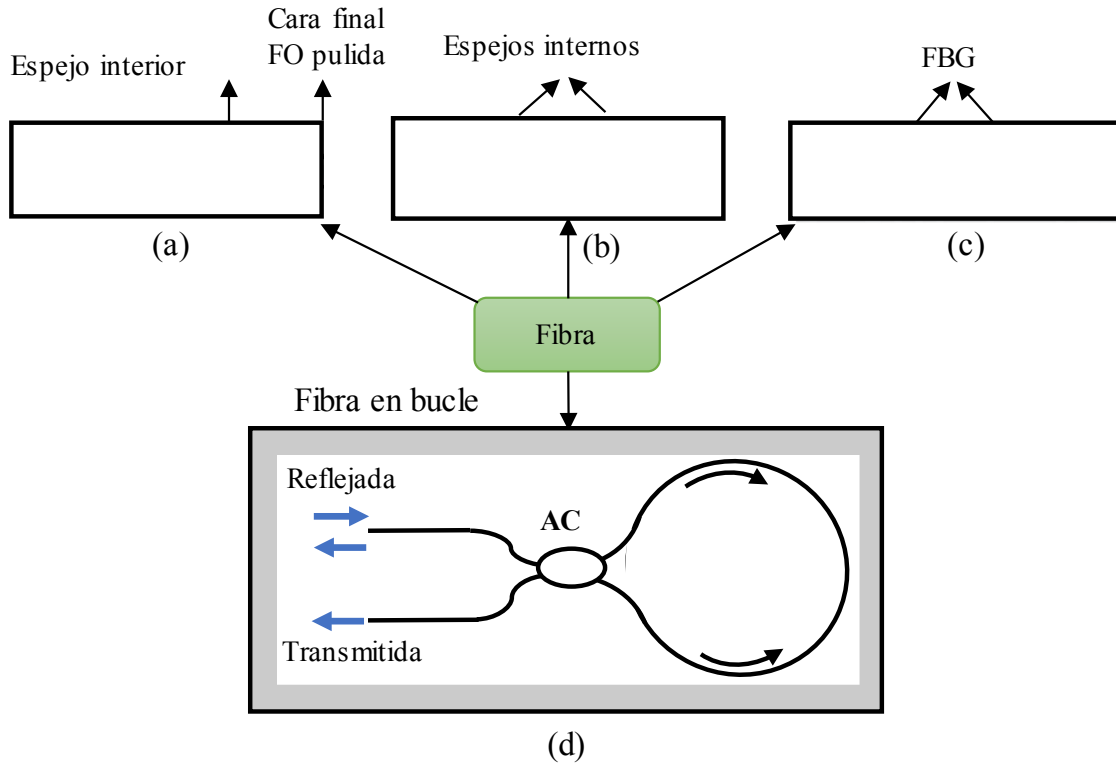 Espejo interior
Cara final
FO pulida
Espejos internos
FBG
(a)
(b)
(c)
Fibra
Fibra en bucle
Reflejada
AC
Transmitida
(d)